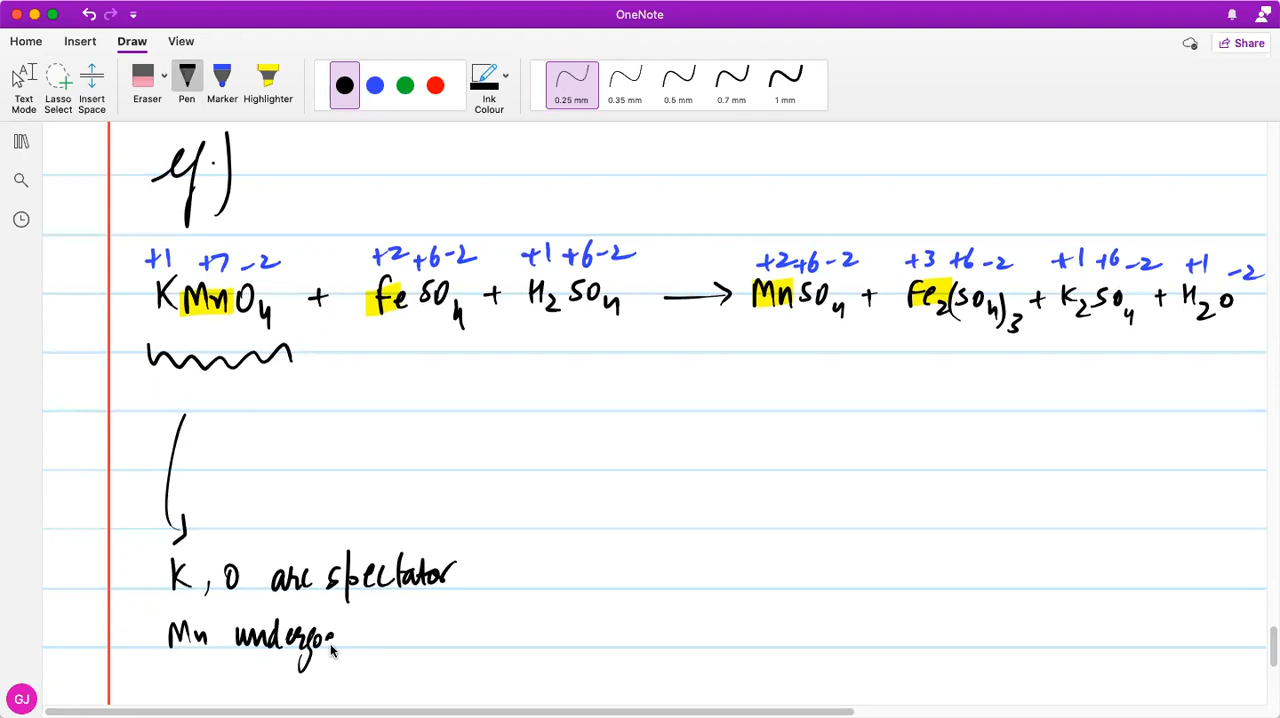 OneNote
Home Insert Draw View
Share
Text Mode
Lasso Select
Insert Space
Eraser
Pen
Marker
Highlighter
Ink Colour
0.25 mm
0.35 mm
0.5 mm
0.7 mm
1 mm
eg.)
+1 +7 -2 +2 +6 -2 +1 +6 -2 +2 +6 -2 +3 +6 -2 +1 +6 -2 +1 -2
KMnO4 + FeSO4 + H2SO4 → MnSO4 + Fe2(SO4)3 + K2SO4 + H2O
K, O are spectator
Mn undergoe
GJ